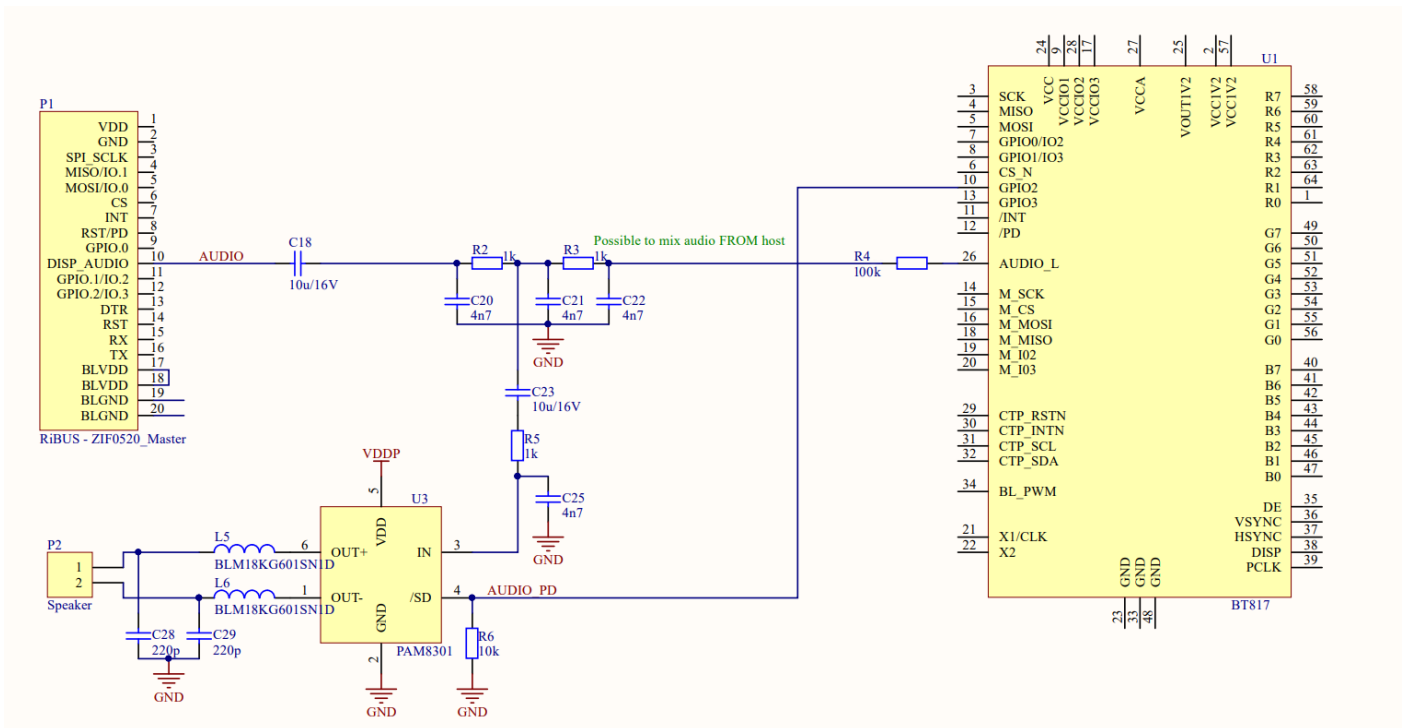 P1
VDD 1
GND 2
SPI_SCLK 3
MISO/IO.1 4
MOSI/IO.0 5
CS 6
INT 7
RST/PD 8
GPIO.0 9
DISP_AUDIO 10
GPIO.1/IO.2 11
GPIO.2/IO.3 12
DTR 13
RST 14
RX 15
TX 16
BLVDD 17
BLVDD 18
BLGND 19
BLGND 20
RiBUS - ZIF0520_Master
AUDIO
C18
10u/16V
R2
1k
R3
1k
Possible to mix audio FROM host
R4
100k
C20
4n7
C21
4n7
C22
4n7
GND
C23
10u/16V
R5
1k
C25
4n7
GND
VDDP
5
U3
VDD
OUT+ 6
OUT- 1
IN 3
/SD 4
GND
2
PAM8301
GND
AUDIO_PD
R6
10k
GND
L5
BLM18KG601SN1D
L6
BLM18KG601SN1D
P2
1
2
Speaker
C28
220p
C29
220p
GND
U1
24 9 28 17 27 25 2 57
VCC VCCIO1 VCCIO2 VCCIO3 VCCA VOUT1V2 VCC1V2 VCC1V2
3 SCK
4 MISO
5 MOSI
7 GPIO0/IO2
8 GPIO1/IO3
6 CS_N
10 GPIO2
13 GPIO3
11 /INT
12 /PD
26 AUDIO_L
14 M_SCK
15 M_CS
16 M_MOSI
18 M_MISO
19 M_I02
20 M_I03
29 CTP_RSTN
30 CTP_INTN
31 CTP_SCL
32 CTP_SDA
34 BL_PWM
21 X1/CLK
22 X2
R7 58
R6 59
R5 60
R4 61
R3 62
R2 63
R1 64
R0 1
G7 49
G6 50
G5 51
G4 52
G3 53
G2 54
G1 55
G0 56
B7 40
B6 41
B5 42
B4 43
B3 44
B2 45
B1 46
B0 47
DE 35
VSYNC 36
HSYNC 37
DISP 38
PCLK 39
GND GND GND
23 33 48
BT817